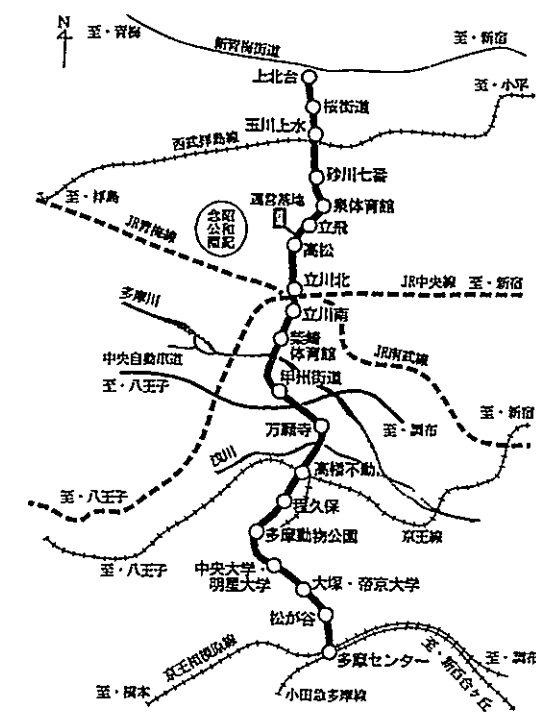 N
至・青梅
新青梅街道
至・新宿
上北台
至・小平
桜街道
玉川上水
西武拝島線
砂川七番
至・拝島
運営基地
泉体育館
昭和記念公園
立飛
JR青梅線
高松
立川北
JR中央線 至・新宿
多摩川
立川南
柴崎体育館
JR南武線
中央自動車道
甲州街道
至・八王子
至・新宿
万願寺
至・調布
浅川
高幡不動
至・八王子
程久保
京王線
多摩動物公園
至・八王子
中央大学・
明星大学
大塚・帝京大学
松が谷
京王相模原線
多摩センター
至・調布
至・新百合ヶ丘
至・橋本
小田急多摩線